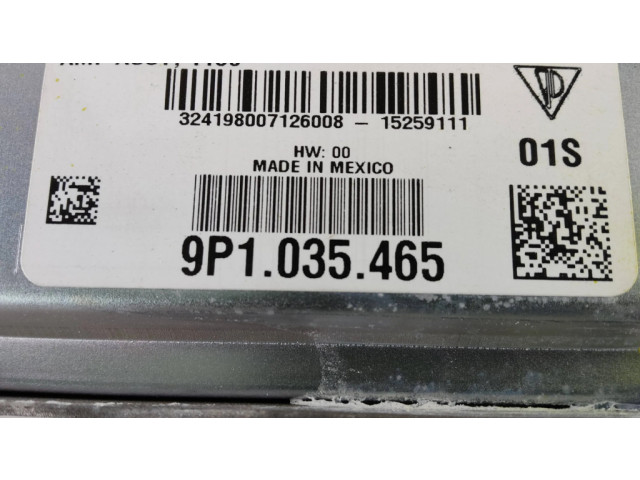 324198007126008 - 15259111
HW: 00
MADE IN MEXICO
01S
9P1.035.465